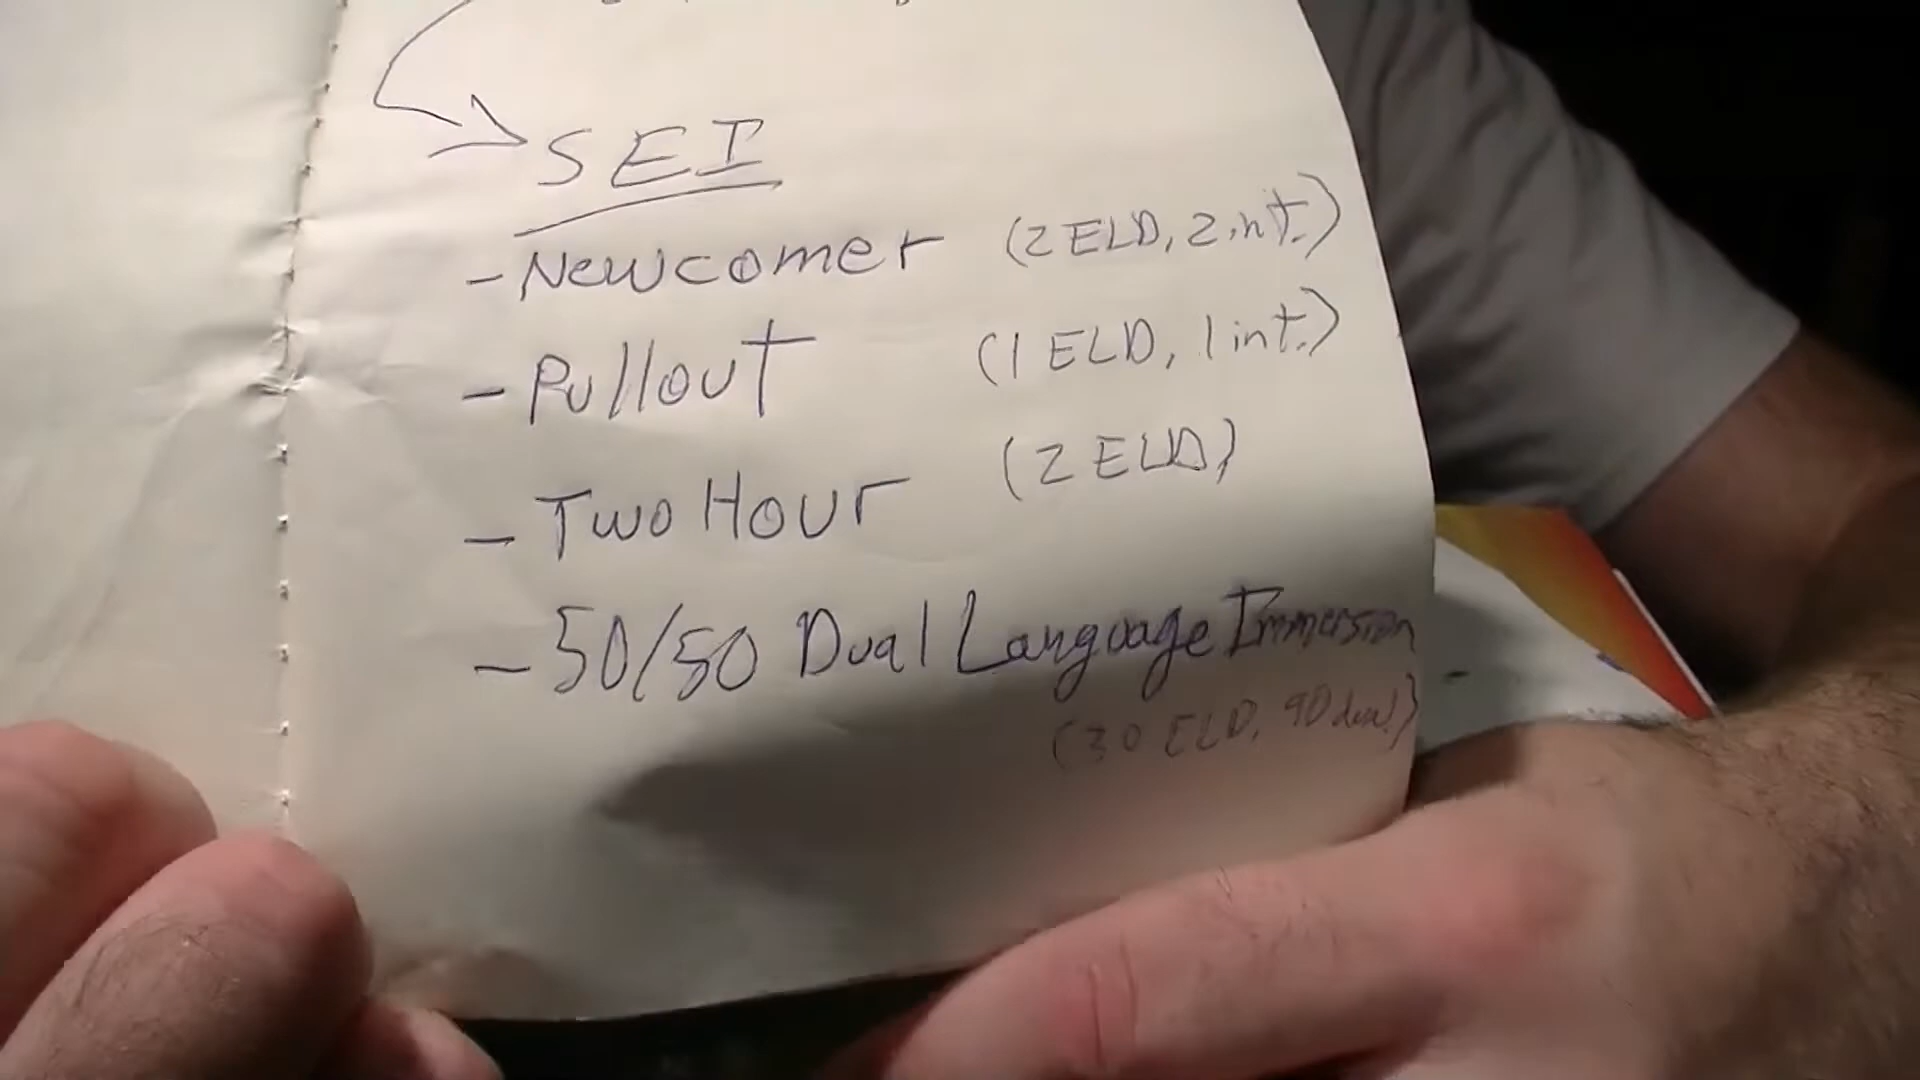 SEI
- Newcomer (2 ELD, 2 int.)
- Pullout (1 ELD, 1 int.)
- Two Hour (2 ELD)
- 50/50 Dual Language Immersion
(30 ELD, 90 dual)